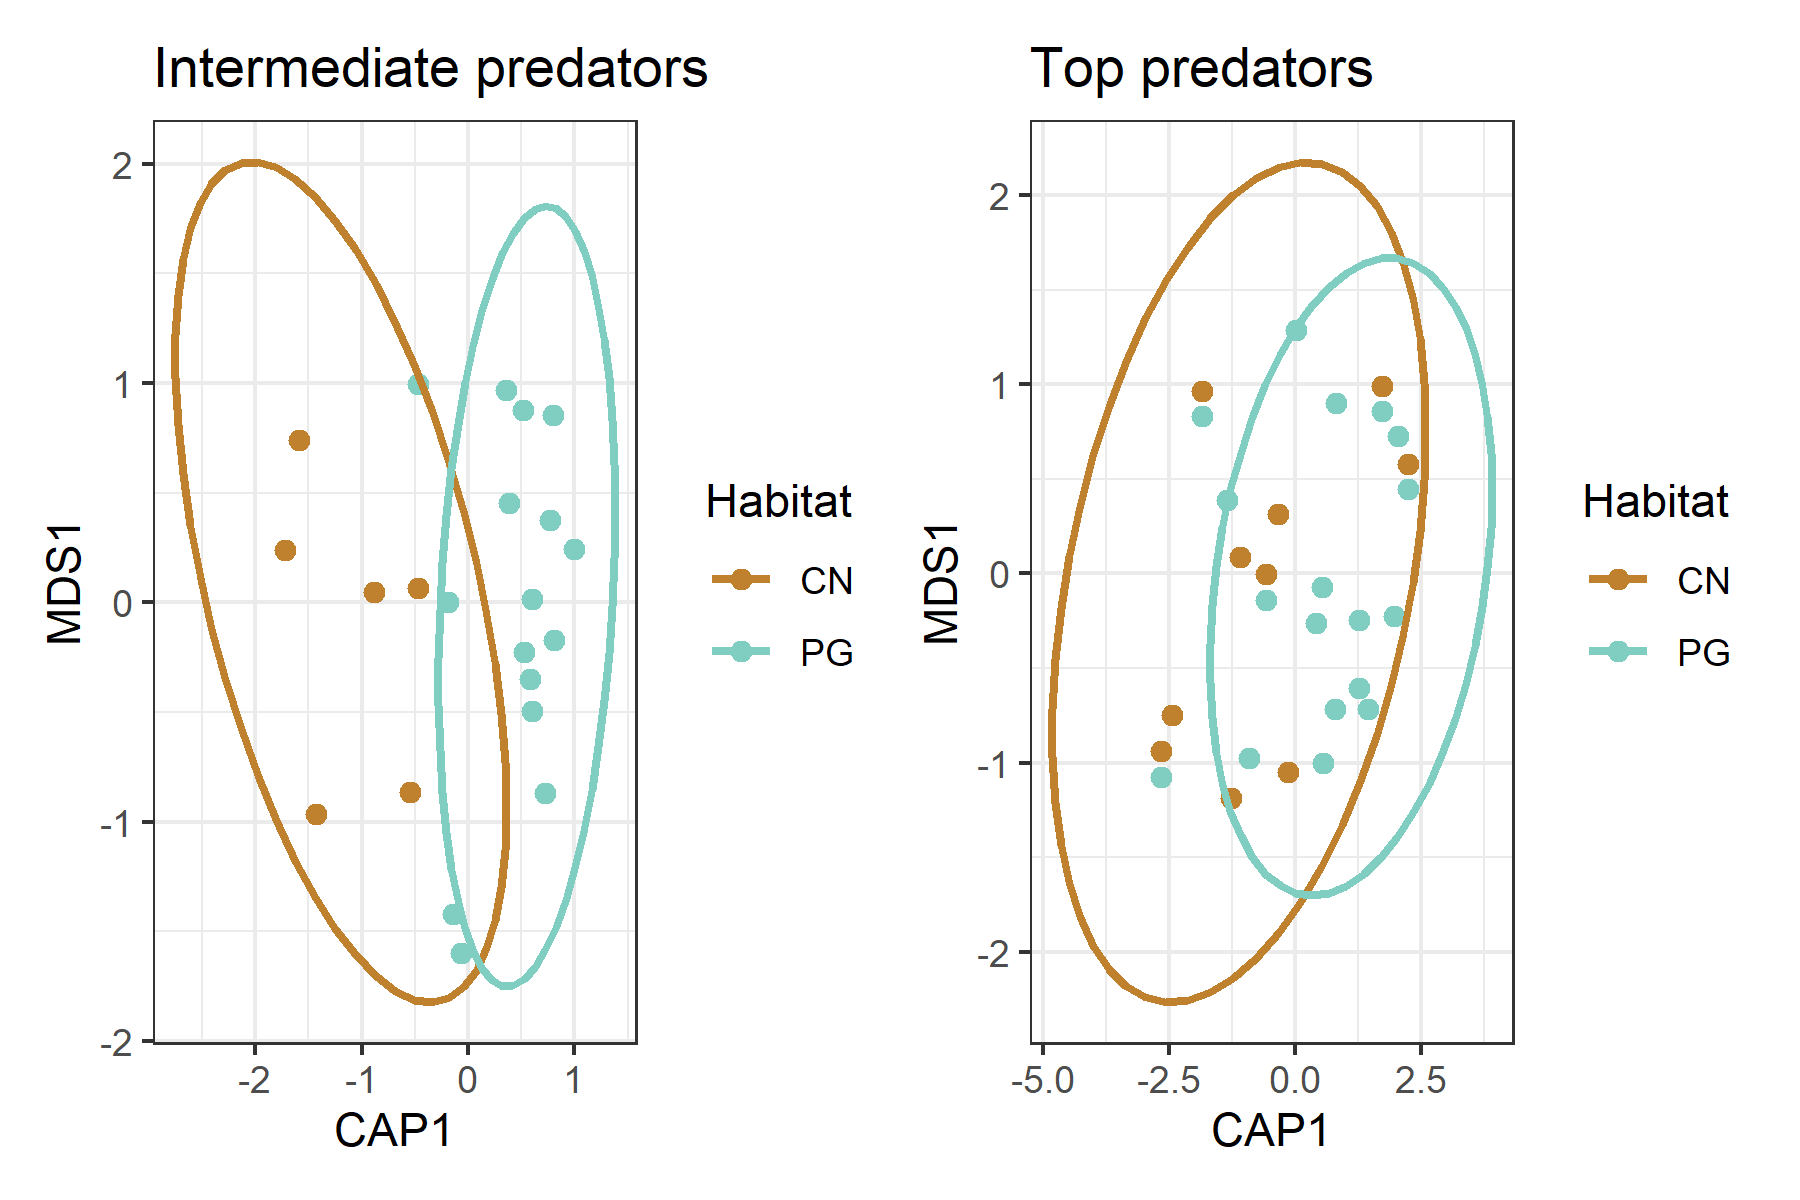 Intermediate predators
MDS1
2
1
0
-1
-2
-2
-1
0
1
CAP1
Habitat
CN
PG
Top predators
MDS1
2
1
0
-1
-2
-5.0
-2.5
0.0
2.5
CAP1
Habitat
CN
PG